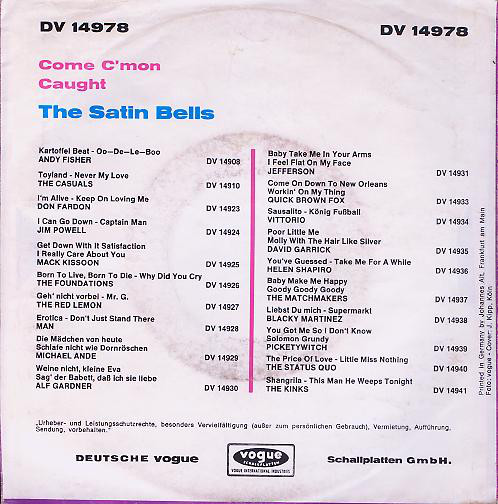 DV 14978
DV 14978
Come C'mon
Caught
The Satin Bells
Kartoffel Beat - Oo—De—Le—Boo
ANDY FISHER DV 14908
Toyland - Never My Love
THE CASUALS DV 14910
I'm Alive - Keep On Loving Me
DON FARDON DV 14923
I Can Go Down - Captain Man
JIM POWELL DV 14924
Get Down With It Satisfaction
I Really Care About You
MACK KISSOON DV 14925
Born To Live, Born To Die - Why Did You Cry
THE FOUNDATIONS DV 14926
Geh' nicht vorbei - Mr. G.
THE RED LEMON DV 14927
Erotica - Don't Just Stand There
MAN DV 14928
Die Mädchen von heute
Schlafe nicht wie Dornröschen
MICHAEL ANDE DV 14929
Weine nicht, kleine Eva
Sag' der Babett, daß ich sie liebe
ALF GARDNER DV 14930
Baby Take Me In Your Arms
I Feel Flat On My Face
JEFFERSON DV 14931
Come On Down To New Orleans
Workin' On My Thing
QUICK BROWN FOX DV 14933
Sausalito - König Fußball
VITTORIO DV 14934
Poor Little Me
Molly With The Hair Like Silver
DAVID GARRICK DV 14935
You've Guessed - Take Me For A While
HELEN SHAPIRO DV 14936
Baby Make Me Happy
Goody Goody Goody
THE MATCHMAKERS DV 14937
Liebst Du mich - Supermarkt
BLACKY MARTINEZ DV 14938
You Got Me So I Don't Know
Solomon Grundy
PICKETYWITCH DV 14939
The Price Of Love - Little Miss Nothing
THE STATUS QUO DV 14940
Shangrila - This Man He Weeps Tonight
THE KINKS DV 14941
Printed in Germany by Johannes Alt, Frankfurt am Main
Foto: vogue - Cover: J. Kipp, Köln
„Urheber- und Leistungsschutzrechte, besonders Vervielfältigung (außer zum persönlichen Gebrauch), Vermietung, Aufführung,
Sendung, vorbehalten."
DEUTSCHE vogue
vogue
SCHALLPLATTEN
VOGUE INTERNATIONAL INDUSTRIES
Schallplatten GmbH.